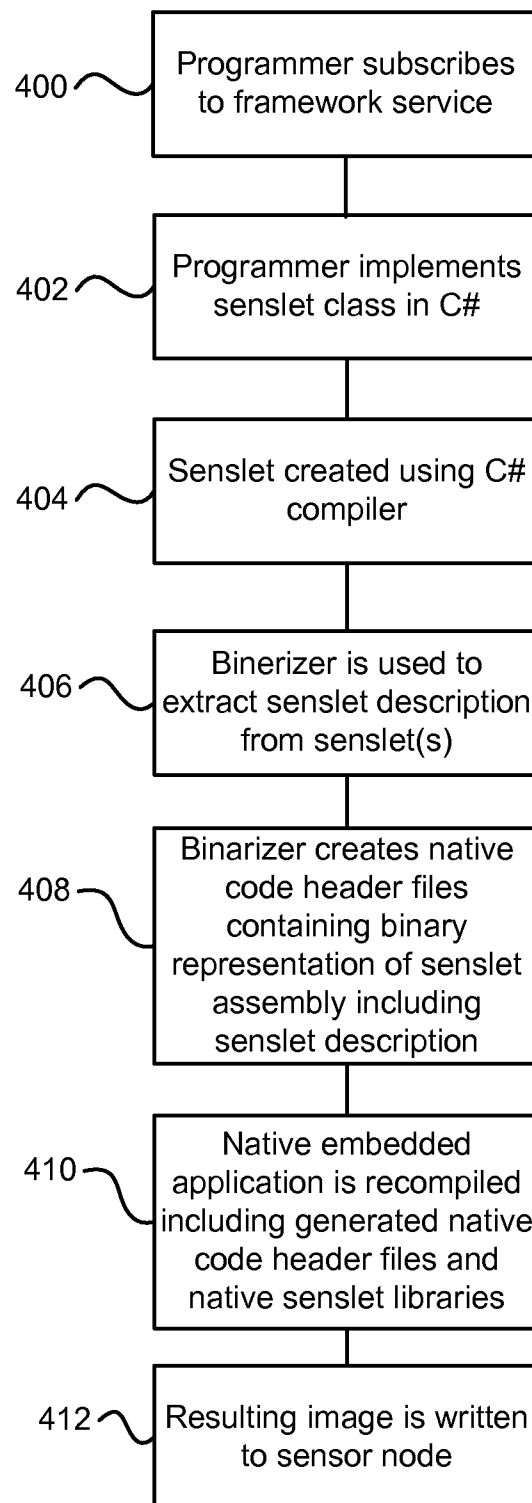 400
Programmer subscribes
to framework service
402
Programmer implements
senslet class in C#
404
Senslet created using C#
compiler
406
Binerizer is used to
extract senslet description
from senslet(s)
408
Binarizer creates native
code header files
containing binary
representation of senslet
assembly including
senslet description
410
Native embedded
application is recompiled
including generated native
code header files and
native senslet libraries
412
Resulting image is written
to sensor node